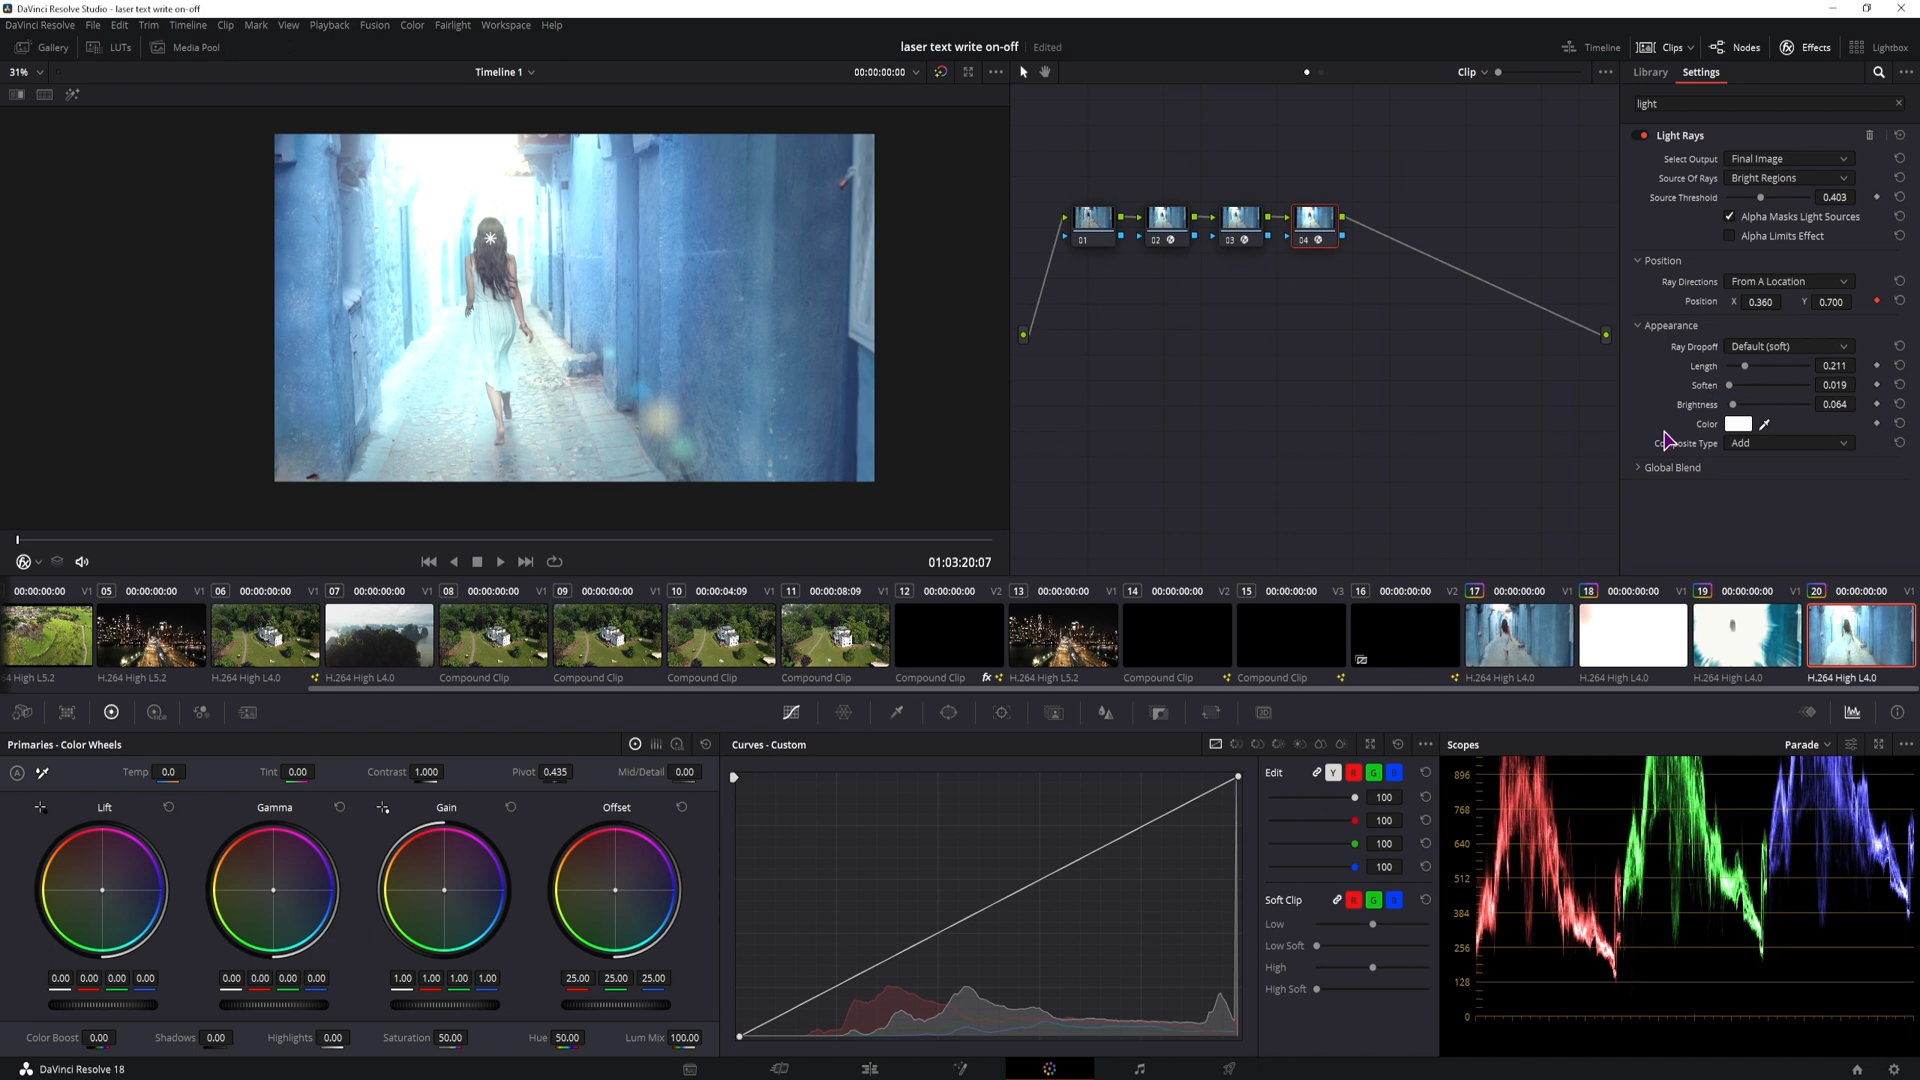 DaVinci Resolve Studio - laser text write on-off
DaVinci Resolve File Edit Trim Timeline Clip Mark View Playback Fusion Color Fairlight Workspace Help
Gallery LUTs Media Pool laser text write on-off Edited Timeline Clips Nodes Effects Lightbox
31% Timeline 1 00:00:00:00 Clip Library Settings
light
Light Rays
Select Output Final Image
Source Of Rays Bright Regions
Source Threshold 0.403
Alpha Masks Light Sources
Alpha Limits Effect
Position
Ray Directions From A Location
Position X 0.360 Y 0.700
Appearance
Ray Dropoff Default (soft)
Length 0.211
Soften 0.019
Brightness 0.064
Color
Composite Type Add
Global Blend
01 02 03 04
01:03:20:07
00:00:00:00 V1 05 00:00:00:00 V1 06 00:00:00:00 V1 07 00:00:00:00 V1 08 00:00:00:00 V1 09 00:00:00:00 V1 10 00:00:04:09 V1 11 00:00:08:09 V1 12 00:00:00:00 V2 13 00:00:00:00 V1 14 00:00:00:00 V2 15 00:00:00:00 V3 16 00:00:00:00 V2 17 00:00:00:00 V1 18 00:00:00:00 V1 19 00:00:00:00 V1 20 00:00:00:00 V1
64 High L5.2 H.264 High L5.2 H.264 High L4.0 H.264 High L4.0 Compound Clip Compound Clip Compound Clip Compound Clip Compound Clip fx H.264 High L5.2 Compound Clip Compound Clip H.264 High L4.0 H.264 High L4.0 H.264 High L4.0 H.264 High L4.0
Primaries - Color Wheels
Temp 0.0 Tint 0.00 Contrast 1.000 Pivot 0.435 Mid/Detail 0.00
Lift Gamma Gain Offset
0.00 0.00 0.00 0.00 0.00 0.00 0.00 0.00 1.00 1.00 1.00 1.00 25.00 25.00 25.00
Color Boost 0.00 Shadows 0.00 Highlights 0.00 Saturation 50.00 Hue 50.00 Lum Mix 100.00
Curves - Custom
Edit Y R G B
100
100
100
100
Soft Clip R G B
Low
Low Soft
High
High Soft
Scopes Parade
896
768
640
512
384
256
128
0
DaVinci Resolve 18